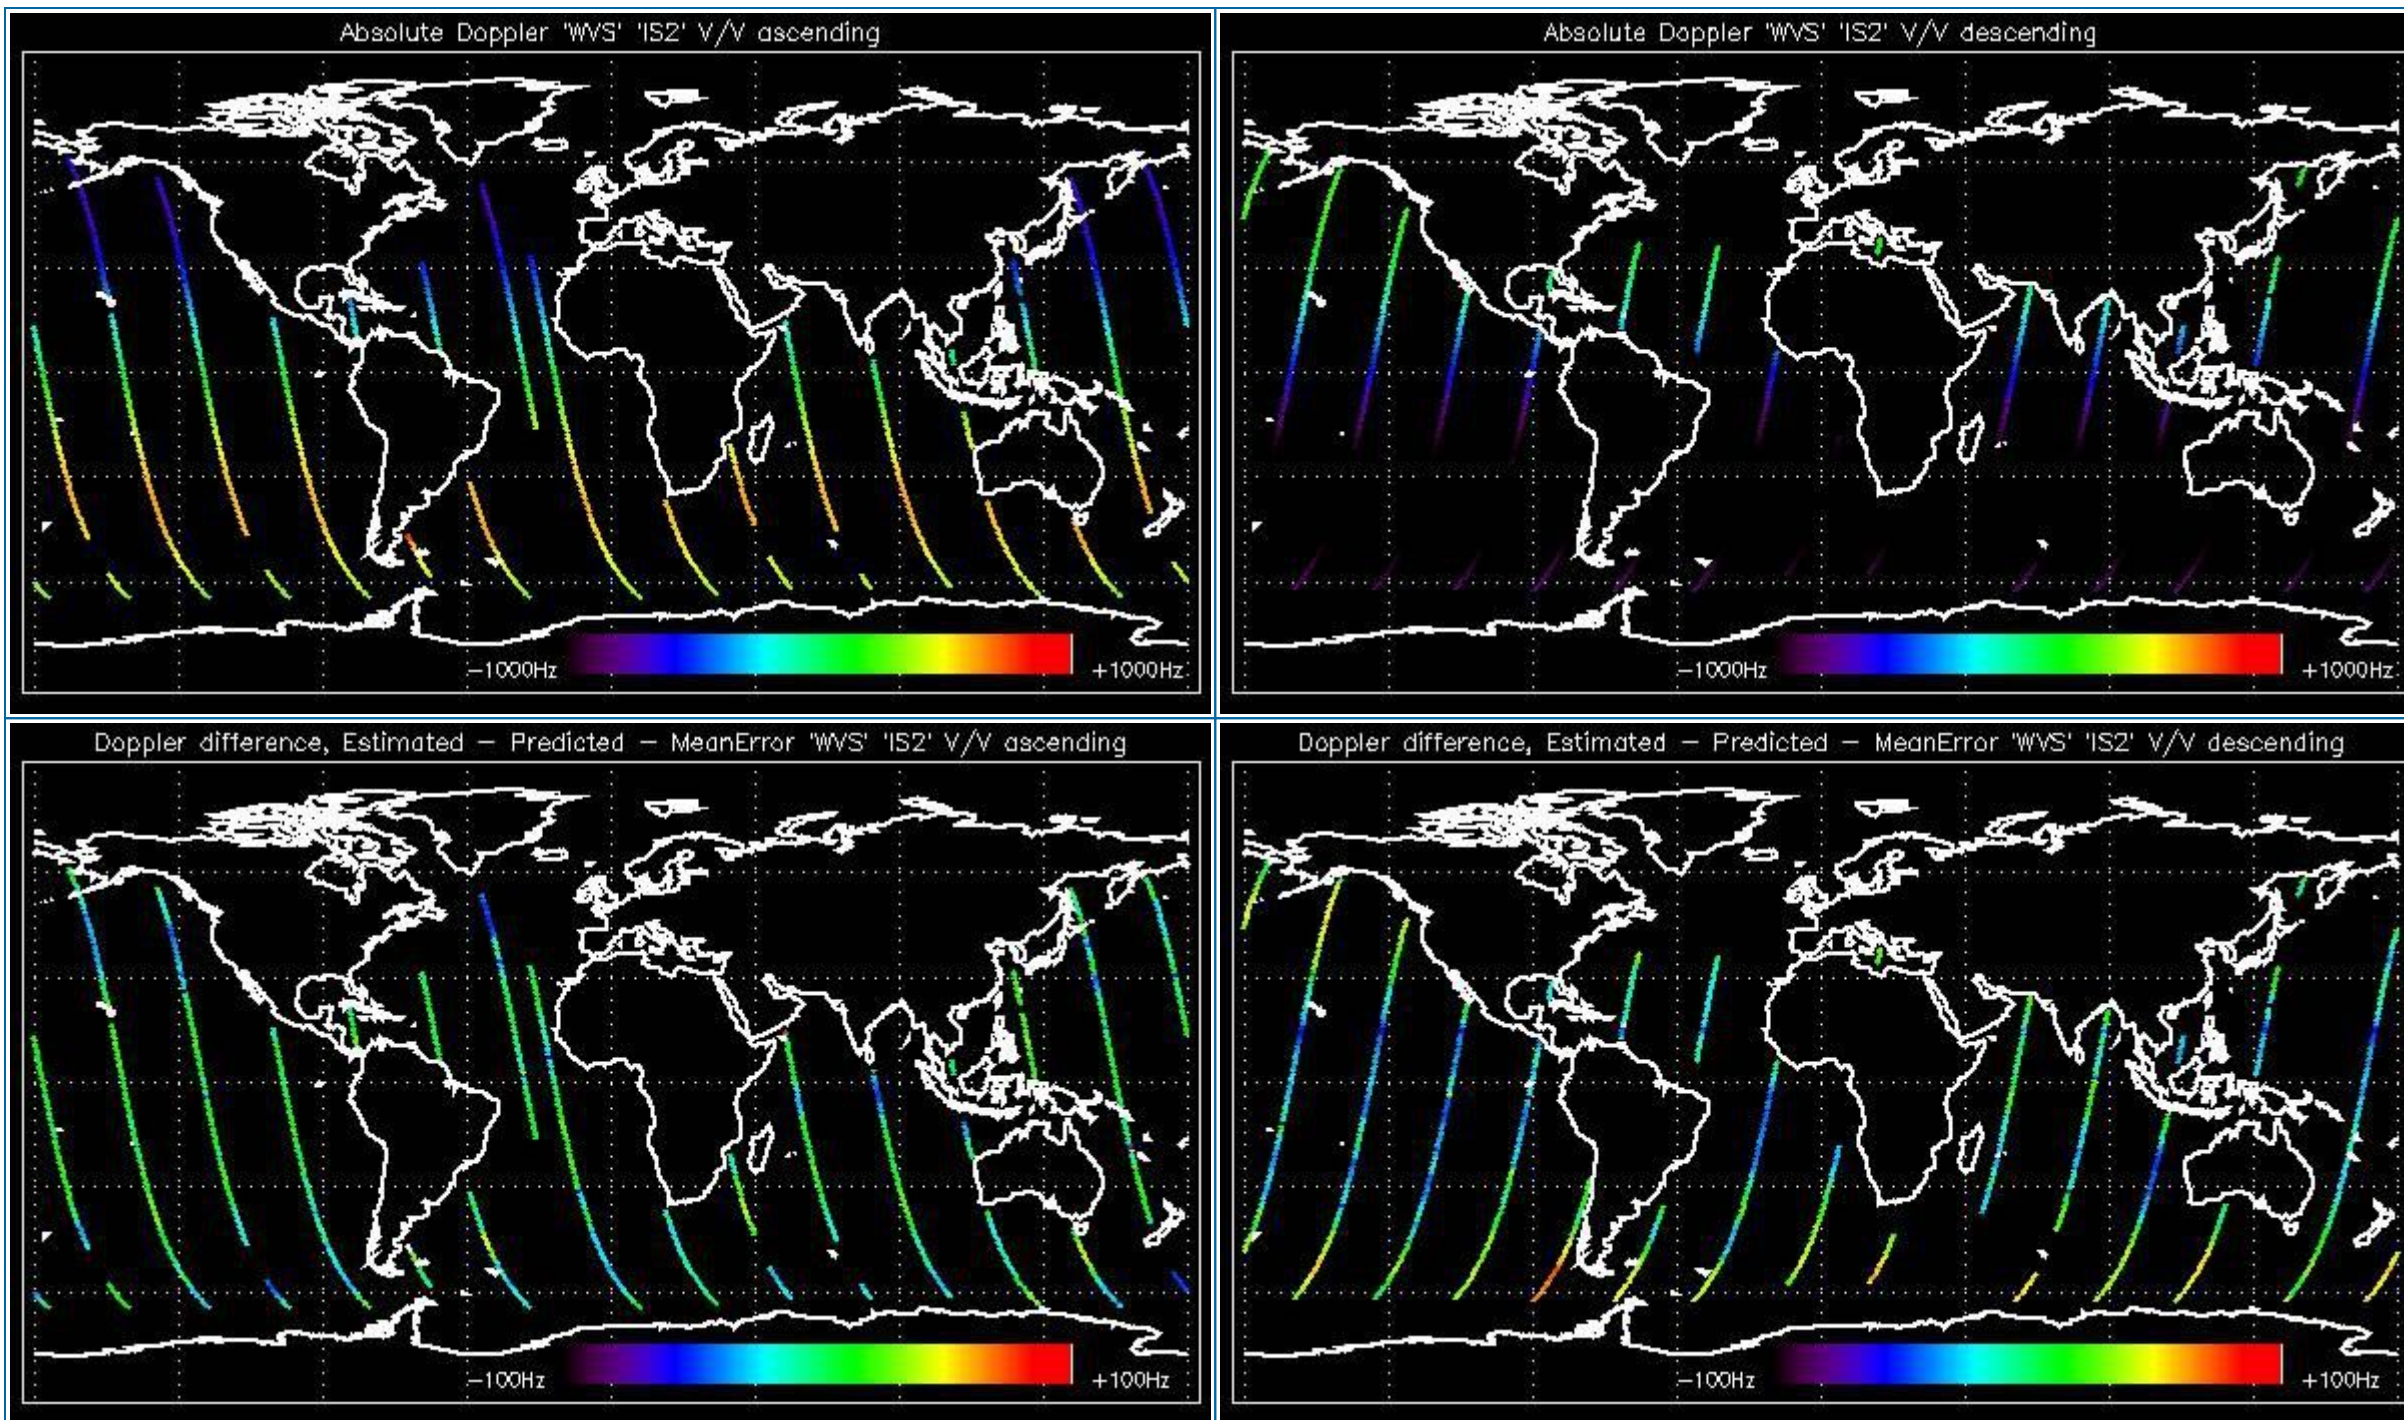 Absolute Doppler 'WVS' 'IS2' V/V ascending
-1000Hz
+1000Hz
Absolute Doppler 'WVS' 'IS2' V/V descending
-1000Hz
+1000Hz
Doppler difference, Estimated - Predicted - MeanError 'WVS' 'IS2' V/V ascending
-100Hz
+100Hz
Doppler difference, Estimated - Predicted - MeanError 'WVS' 'IS2' V/V descending
-100Hz
+100Hz